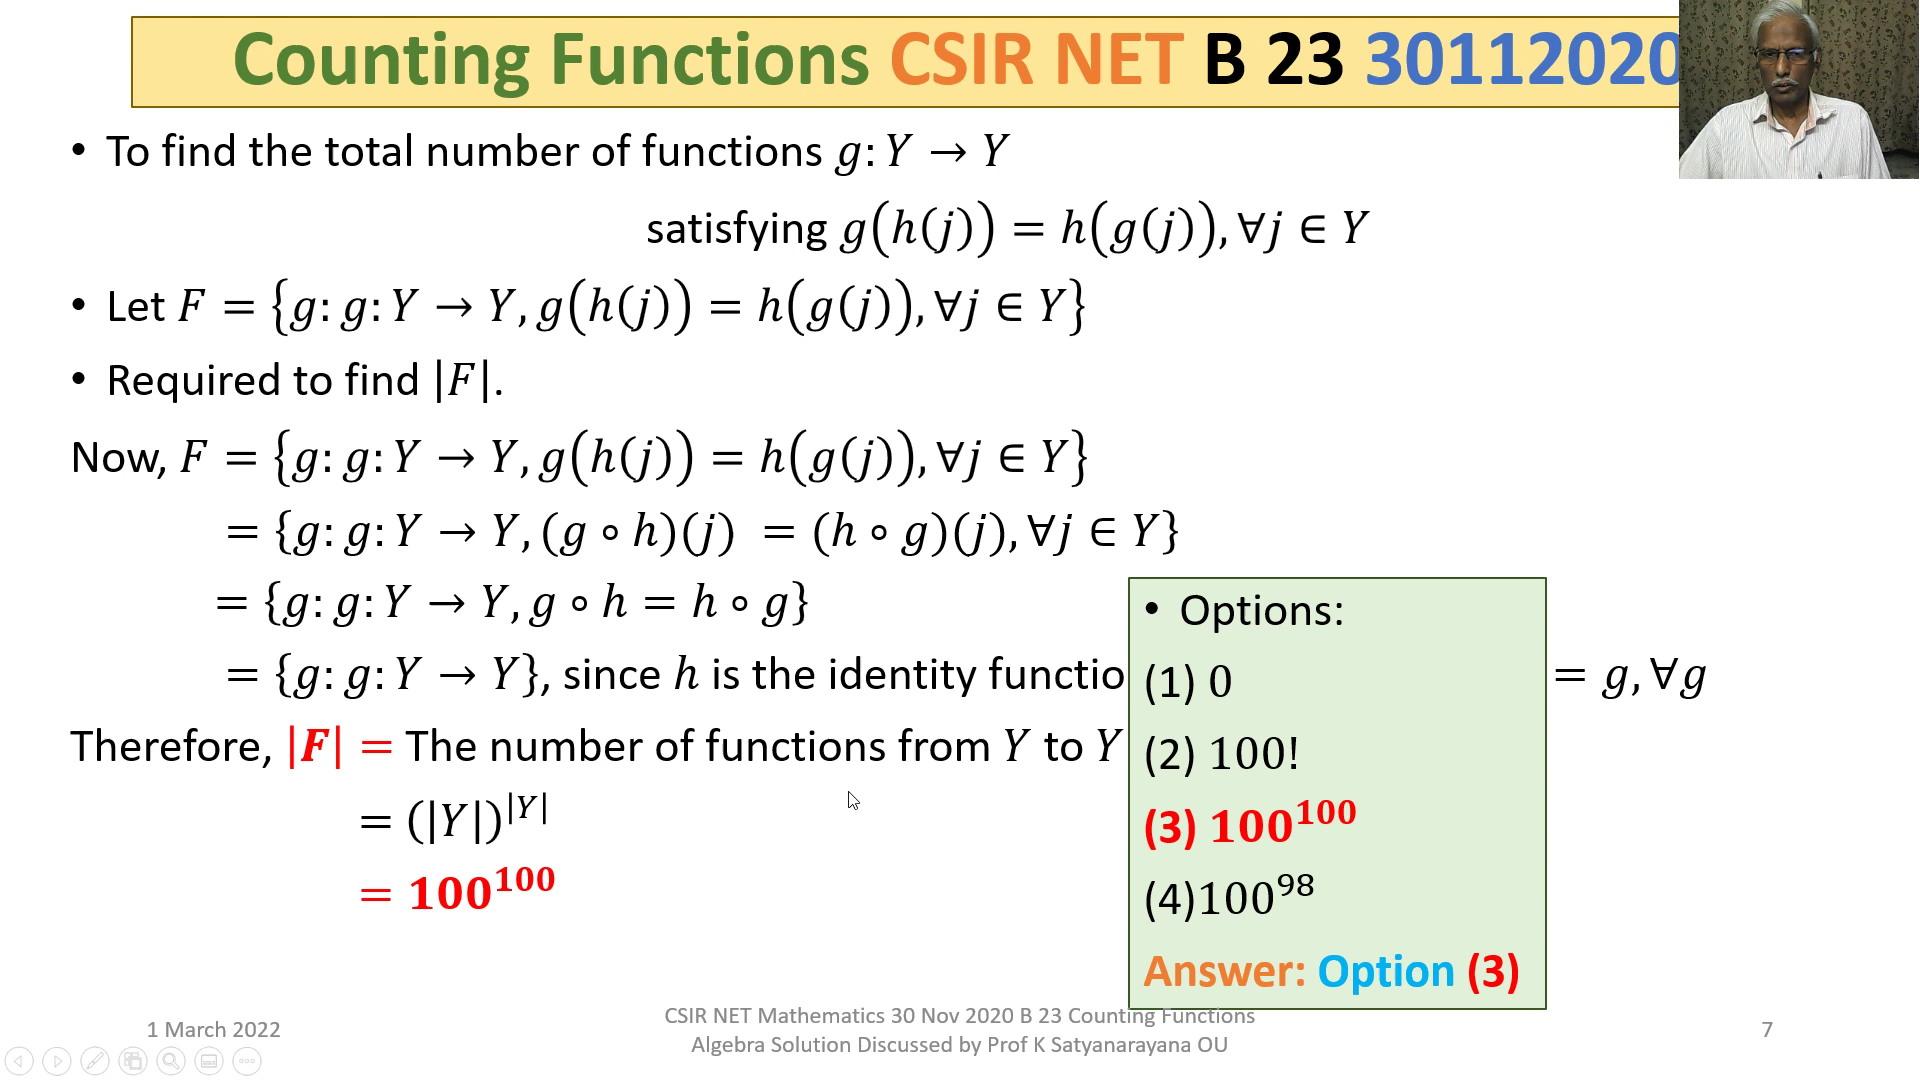 Counting Functions CSIR NET B 23 30112020
• To find the total number of functions 𝑔: 𝑌 → 𝑌
satisfying 𝑔(ℎ(𝑗)) = ℎ(𝑔(𝑗)), ∀𝑗 ∈ 𝑌
• Let 𝐹 = {𝑔: 𝑔: 𝑌 → 𝑌, 𝑔(ℎ(𝑗)) = ℎ(𝑔(𝑗)), ∀𝑗 ∈ 𝑌}
• Required to find |𝐹|.
Now, 𝐹 = {𝑔: 𝑔: 𝑌 → 𝑌, 𝑔(ℎ(𝑗)) = ℎ(𝑔(𝑗)), ∀𝑗 ∈ 𝑌}
= {𝑔: 𝑔: 𝑌 → 𝑌, (𝑔 ∘ ℎ)(𝑗) = (ℎ ∘ 𝑔)(𝑗), ∀𝑗 ∈ 𝑌}
= {𝑔: 𝑔: 𝑌 → 𝑌, 𝑔 ∘ ℎ = ℎ ∘ 𝑔}
= {𝑔: 𝑔: 𝑌 → 𝑌}, since ℎ is the identity functio = 𝑔, ∀𝑔
Therefore, |𝑭| = The number of functions from 𝑌 to 𝑌
= (|𝑌|)^|𝑌|
= 100^100
• Options:
(1) 0
(2) 100!
(3) 100^100
(4)100^98
Answer: Option (3)
1 March 2022
CSIR NET Mathematics 30 Nov 2020 B 23 Counting Functions
Algebra Solution Discussed by Prof K Satyanarayana OU
7